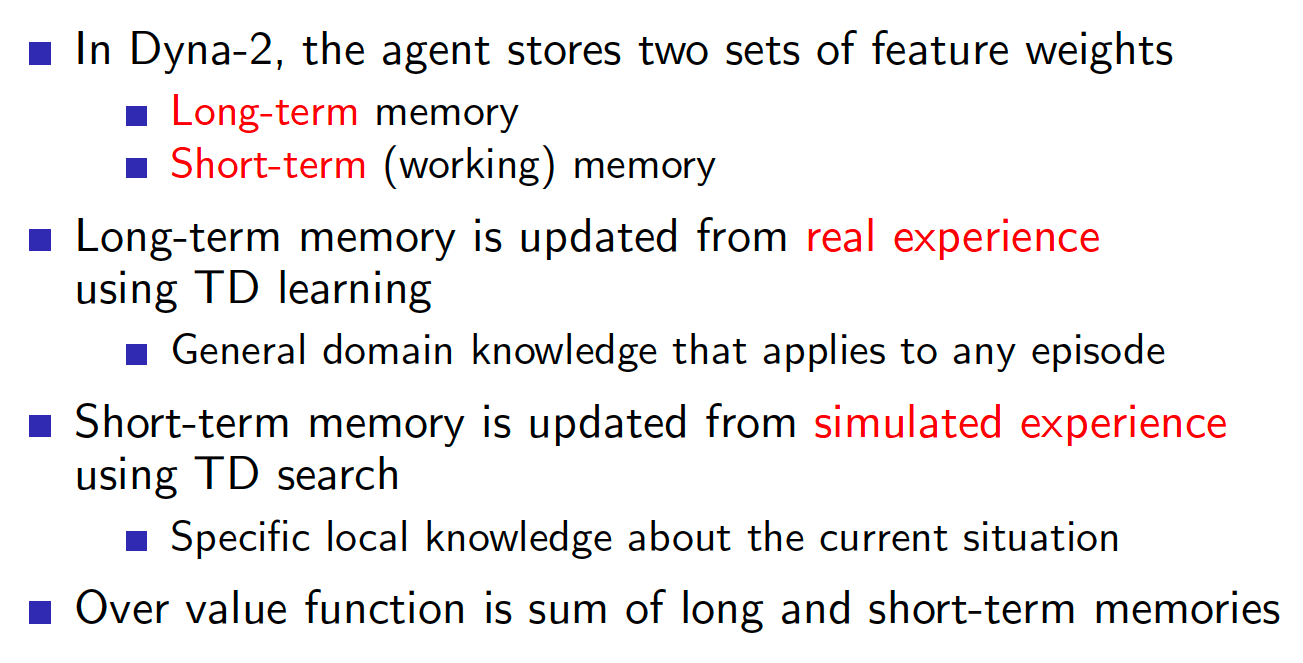 In Dyna-2, the agent stores two sets of feature weights
Long-term memory
Short-term (working) memory
Long-term memory is updated from real experience
using TD learning
General domain knowledge that applies to any episode
Short-term memory is updated from simulated experience
using TD search
Specific local knowledge about the current situation
Over value function is sum of long and short-term memories